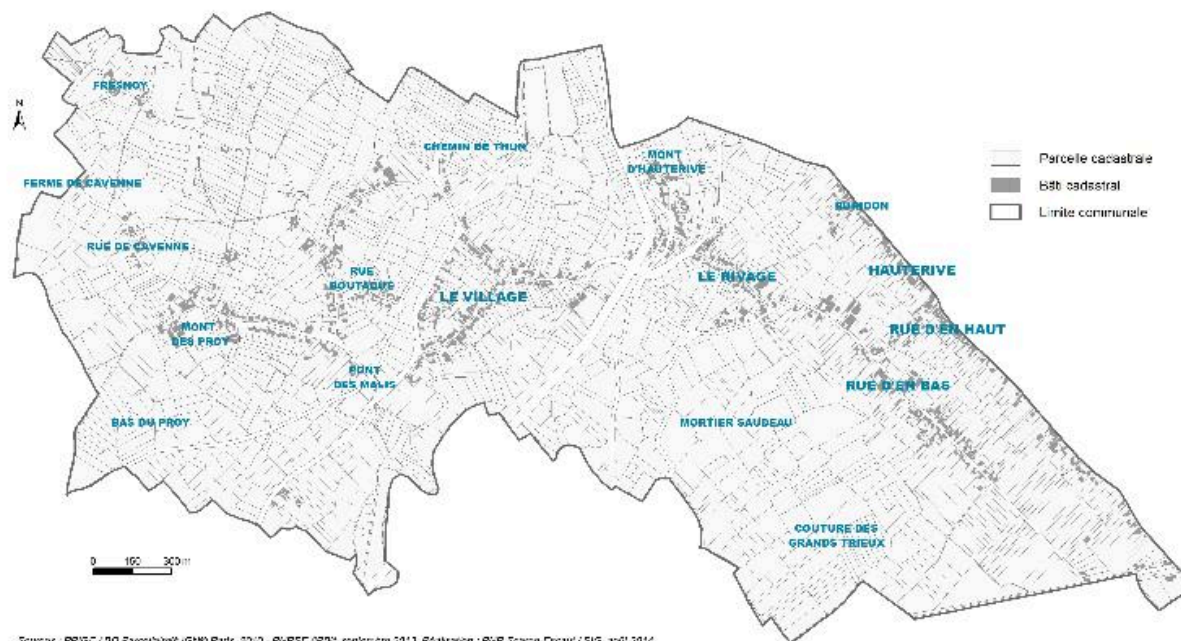 FRESNOY
N
CHEMIN DE THUN
MONT
D'HAUTERIVE
FERME DE CAVENNE
BURIDON
RUE DE CAVENNE
RUE
BOUTAQUE
LE VILLAGE
LE RIVAGE
HAUTERIVE
MONT
DES PROY
RUE D'EN HAUT
PONT
DES MALIS
RUE D'EN BAS
BAS DU PROY
MORTIER SAUDEAU
COUTURE DES
GRANDS TRIEUX
Parcelle cadastrale
Bâti cadastral
Limite communale
0 150 300 m